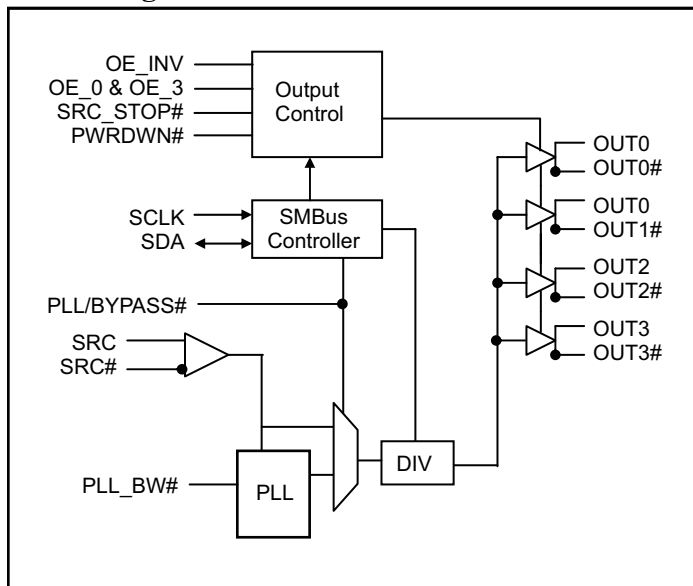 OE_INV
OE_0 & OE_3
SRC_STOP#
PWRDWN#
Output
Control
SCLK
SDA
SMBus
Controller
PLL/BYPASS#
SRC
SRC#
PLL_BW#
PLL
DIV
OUT0
OUT0#
OUT0
OUT1#
OUT2
OUT2#
OUT3
OUT3#